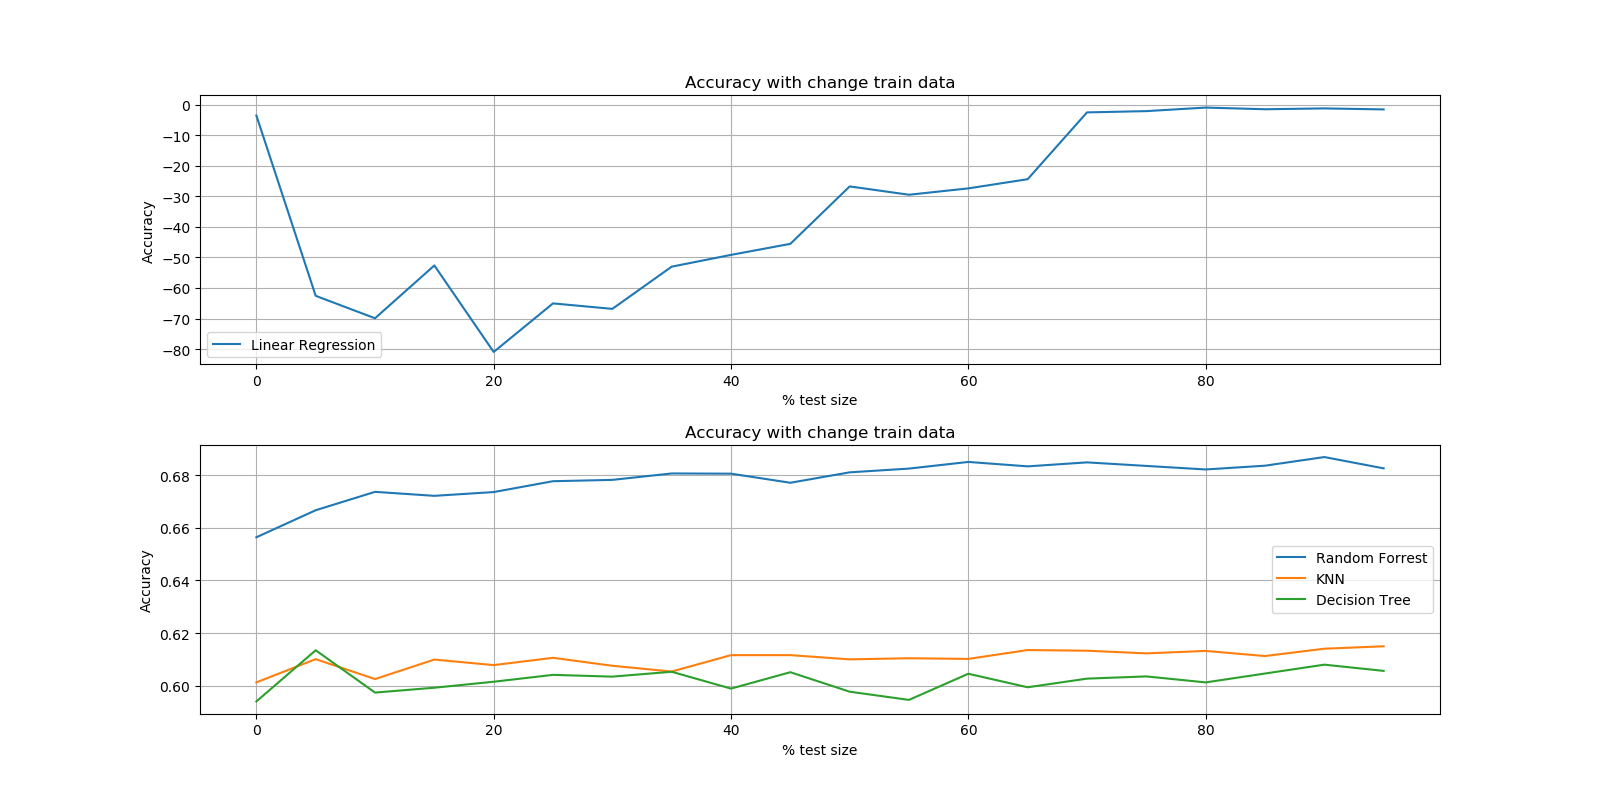 Accuracy with change train data
0
−10
−20
−30
−40
−50
−60
−70
−80
Accuracy
Linear Regression
0 20 40 60 80
% test size
Accuracy with change train data
0.68
0.66
0.64
0.62
0.60
Accuracy
Random Forrest
KNN
Decision Tree
0 20 40 60 80
% test size